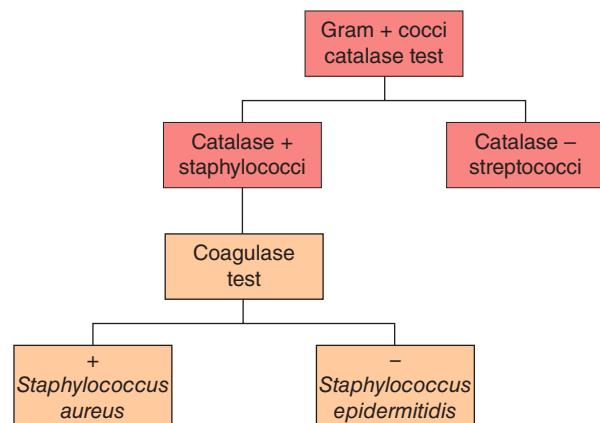 Gram + cocci
catalase test
Catalase +
staphylococci
Catalase –
streptococci
Coagulase
test
+
Staphylococcus
aureus
–
Staphylococcus
epidermitidis